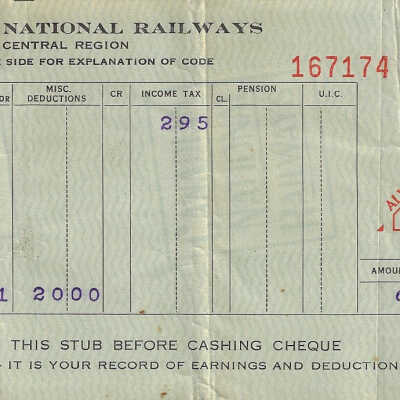 NATIONAL RAILWAYS
CENTRAL REGION
SIDE FOR EXPLANATION OF CODE
167174
MISC. DEDUCTIONS CR INCOME TAX CL. PENSION U.I.C.
295
1 2000
AMOUN
THIS STUB BEFORE CASHING CHEQUE
IT IS YOUR RECORD OF EARNINGS AND DEDUCTION